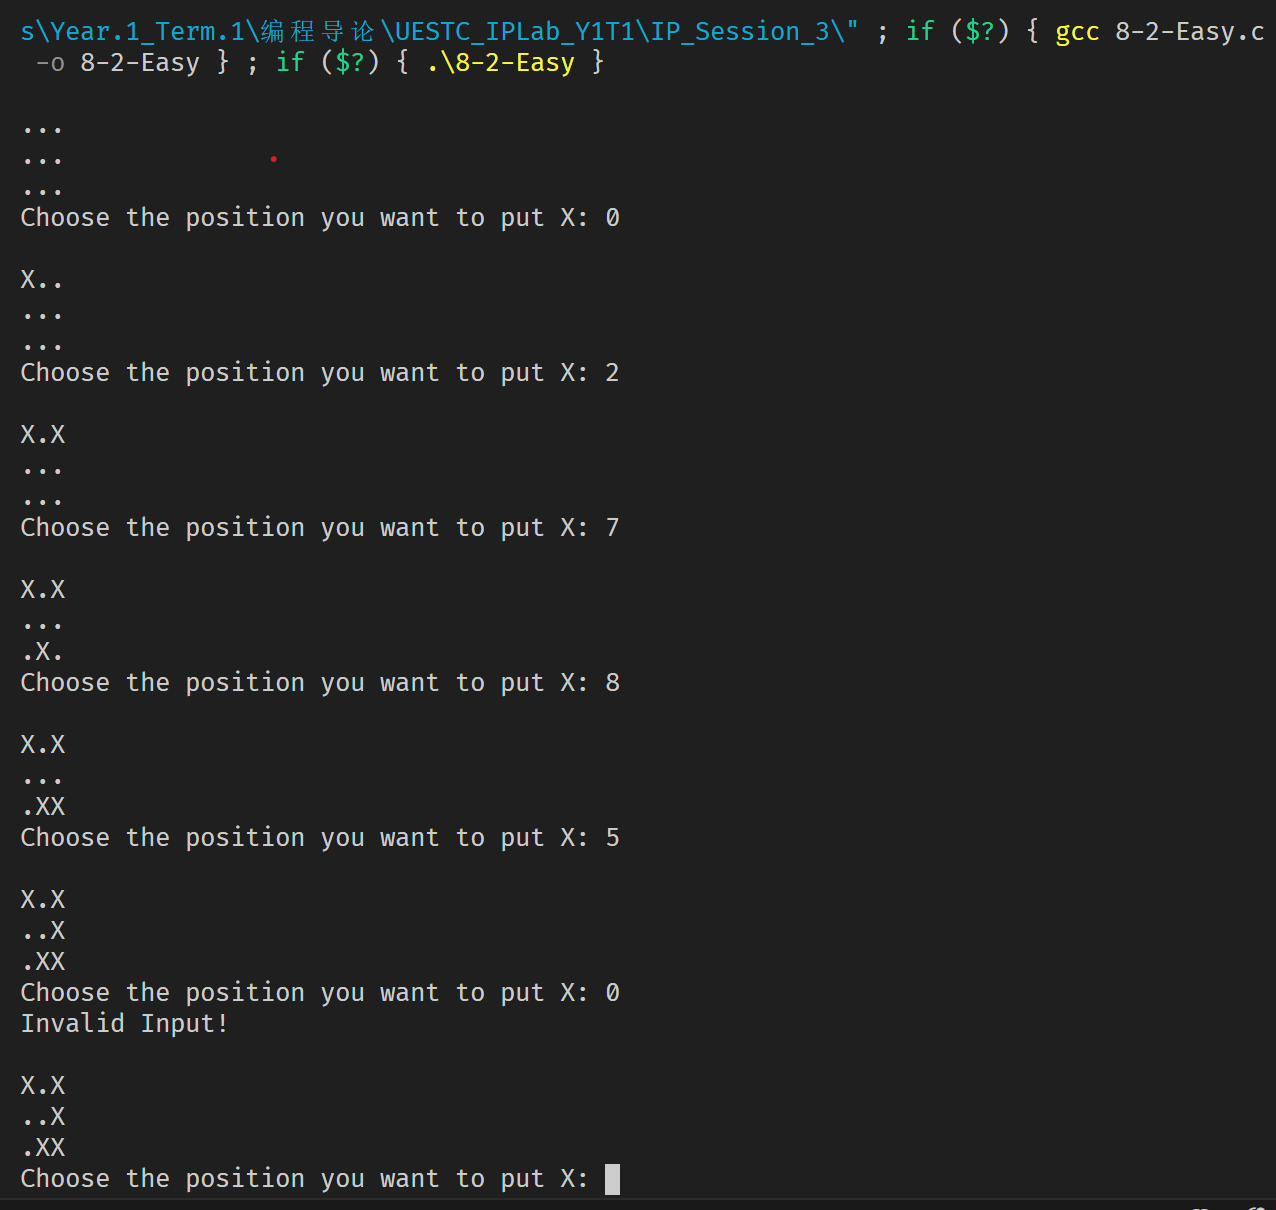 s\Year.1_Term.1\编程导论\UESTC_IPLab_Y1T1\IP_Session_3\" ; if ($?) { gcc 8-2-Easy.c
-o 8-2-Easy } ; if ($?) { .\8-2-Easy }
...
...
...
Choose the position you want to put X: 0
X..
...
...
Choose the position you want to put X: 2
X.X
...
...
Choose the position you want to put X: 7
X.X
...
.X.
Choose the position you want to put X: 8
X.X
...
.XX
Choose the position you want to put X: 5
X.X
..X
.XX
Choose the position you want to put X: 0
Invalid Input!
X.X
..X
.XX
Choose the position you want to put X: